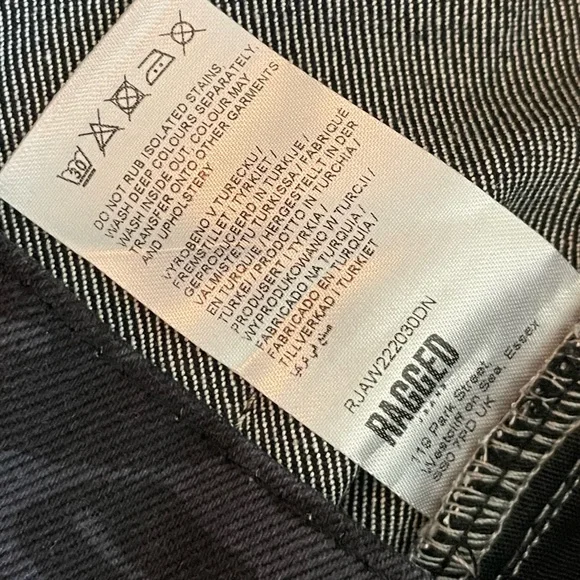 30
DO NOT RUB ISOLATED STAINS,
WASH DEEP COLOURS SEPARATELY,
WASH INSIDE OUT, COLOUR MAY
TRANSFER ONTO OTHER GARMENTS
AND UPHOLSTERY
VYROBENO V TURECKU /
FREMSTILLET I TYRKIET /
GEPRODUCEERD IN TURKIJE /
VALMISTETTU TURKISSA / FABRIQUÉ
EN TURQUIE / HERGESTELLT IN DER
TÜRKEI / PRODOTTO IN TURCHIA /
PRODUSERT I TYRKIA /
WYPRODUKOWANO W TURCJI /
FABRICADO NA TURQUIA /
FABRICADO EN TURQUÍA /
TILLVERKAD I TURKIET
صنع في تركيا
RJAW222030DN
RAGGED
119 Park Street
Westcliff on Sea, Essex
SS0 7PD UK